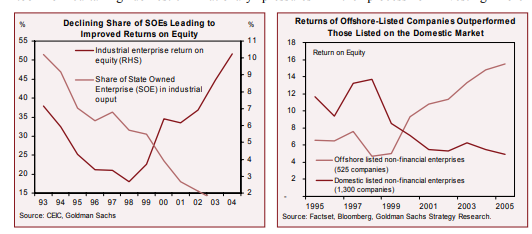 Declining Share of SOEs Leading to
Improved Returns on Equity
%
%
55
50
45
40
35
30
25
20
15
11
10
9
8
7
6
5
4
3
2
Industrial enterprise return on
equity (RHS)
Share of State Owned
Enterprise (SOE) in industrial
ouput
93 94 95 96 97 98 99 00 01 02 03 04
Source: CEIC, Goldman Sachs
Returns of Offshore-Listed Companies Outperformed
Those Listed on the Domestic Market
18
16
14
12
10
8
6
4
2
-
Return on Equity
Offshore listed non-financial enterprises
(525 companies)
Domestic listed non-financial enterprises
(1,300 companies)
1995 1997 1999 2001 2003 2005
Source: Factset, Bloomberg, Goldman Sachs Strategy Research.